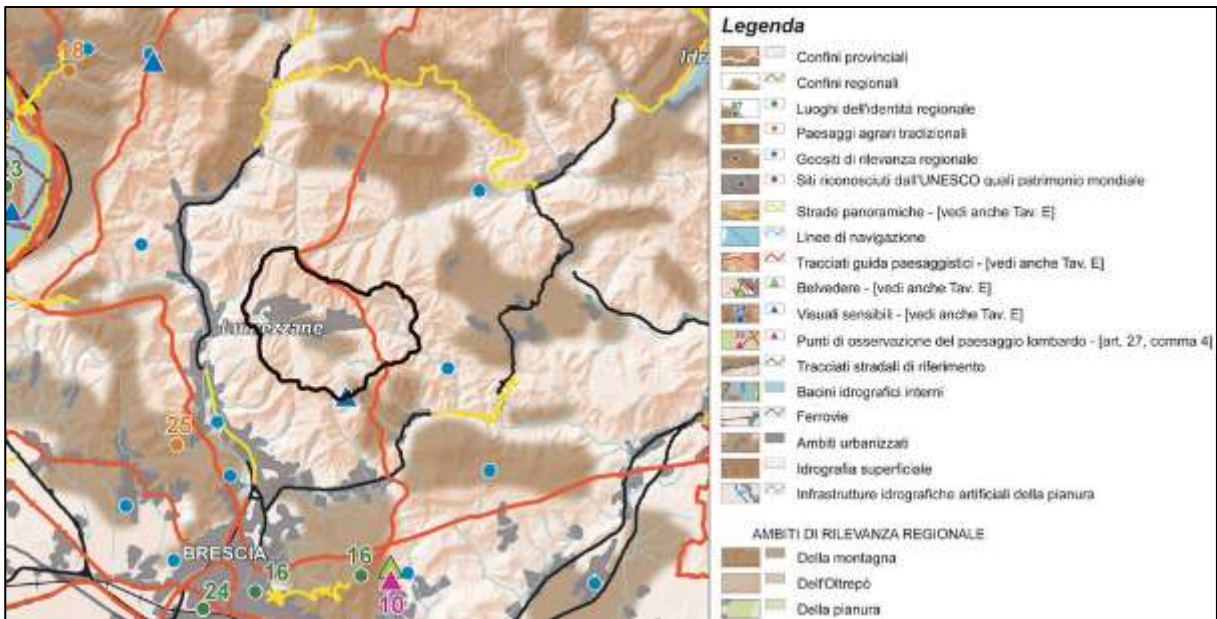 18
Idr
23
25
BRESCIA
16
16
24
10
Legenda
Confini provinciali
Confini regionali
Luoghi dell'identità regionale
Paesaggi agrari tradizionali
Geositi di rilevanza regionale
Siti riconosciuti dall'UNESCO quali patrimonio mondiale
Strade panoramiche - [vedi anche Tav. E]
Linee di navigazione
Tracciati guida paesaggistici - [vedi anche Tav. E]
Belvedere - [vedi anche Tav. E]
Visuali sensibili - [vedi anche Tav. E]
Punti di osservazione del paesaggio lombardo - [art. 27, comma 4]
Tracciati stradali di riferimento
Bacini idrografici interni
Ferrovie
Ambiti urbanizzati
Idrografia superficiale
Infrastrutture idrografiche artificiali della pianura
AMBITI DI RILEVANZA REGIONALE
Della montagna
Dell'Oltrepò
Della pianura